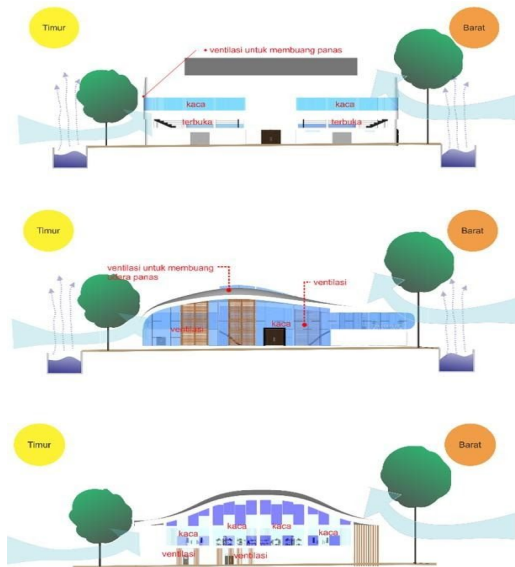 Timur
Barat
• ventilasi untuk membuang panas
kaca
kaca
terbuka
terbuka
Timur
Barat
ventilasi untuk membuang
udara panas
ventilasi
ventilasi
kaca
Timur
Barat
kaca
kaca
kaca
kaca
ventilasi
ventilasi